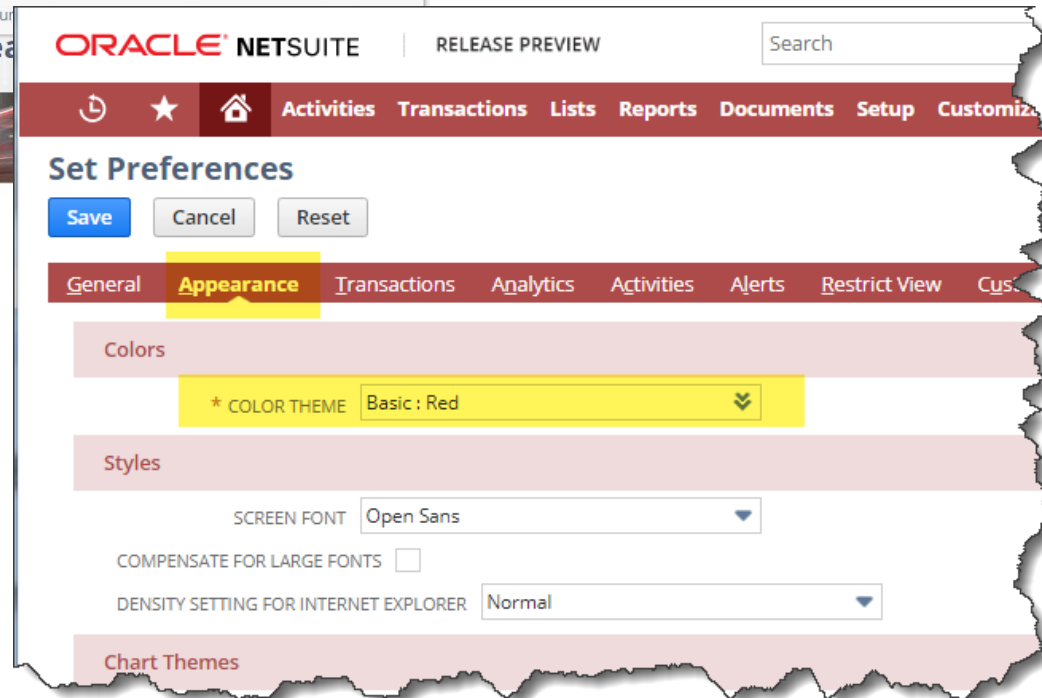 ORACLE NETSUITE RELEASE PREVIEW Search
Activities Transactions Lists Reports Documents Setup
Set Preferences
Save Cancel Reset
General Appearance Transactions Analytics Activities Alerts Restrict View
Colors
* COLOR THEME Basic : Red
Styles
SCREEN FONT Open Sans
COMPENSATE FOR LARGE FONTS
DENSITY SETTING FOR INTERNET EXPLORER Normal
Chart Themes